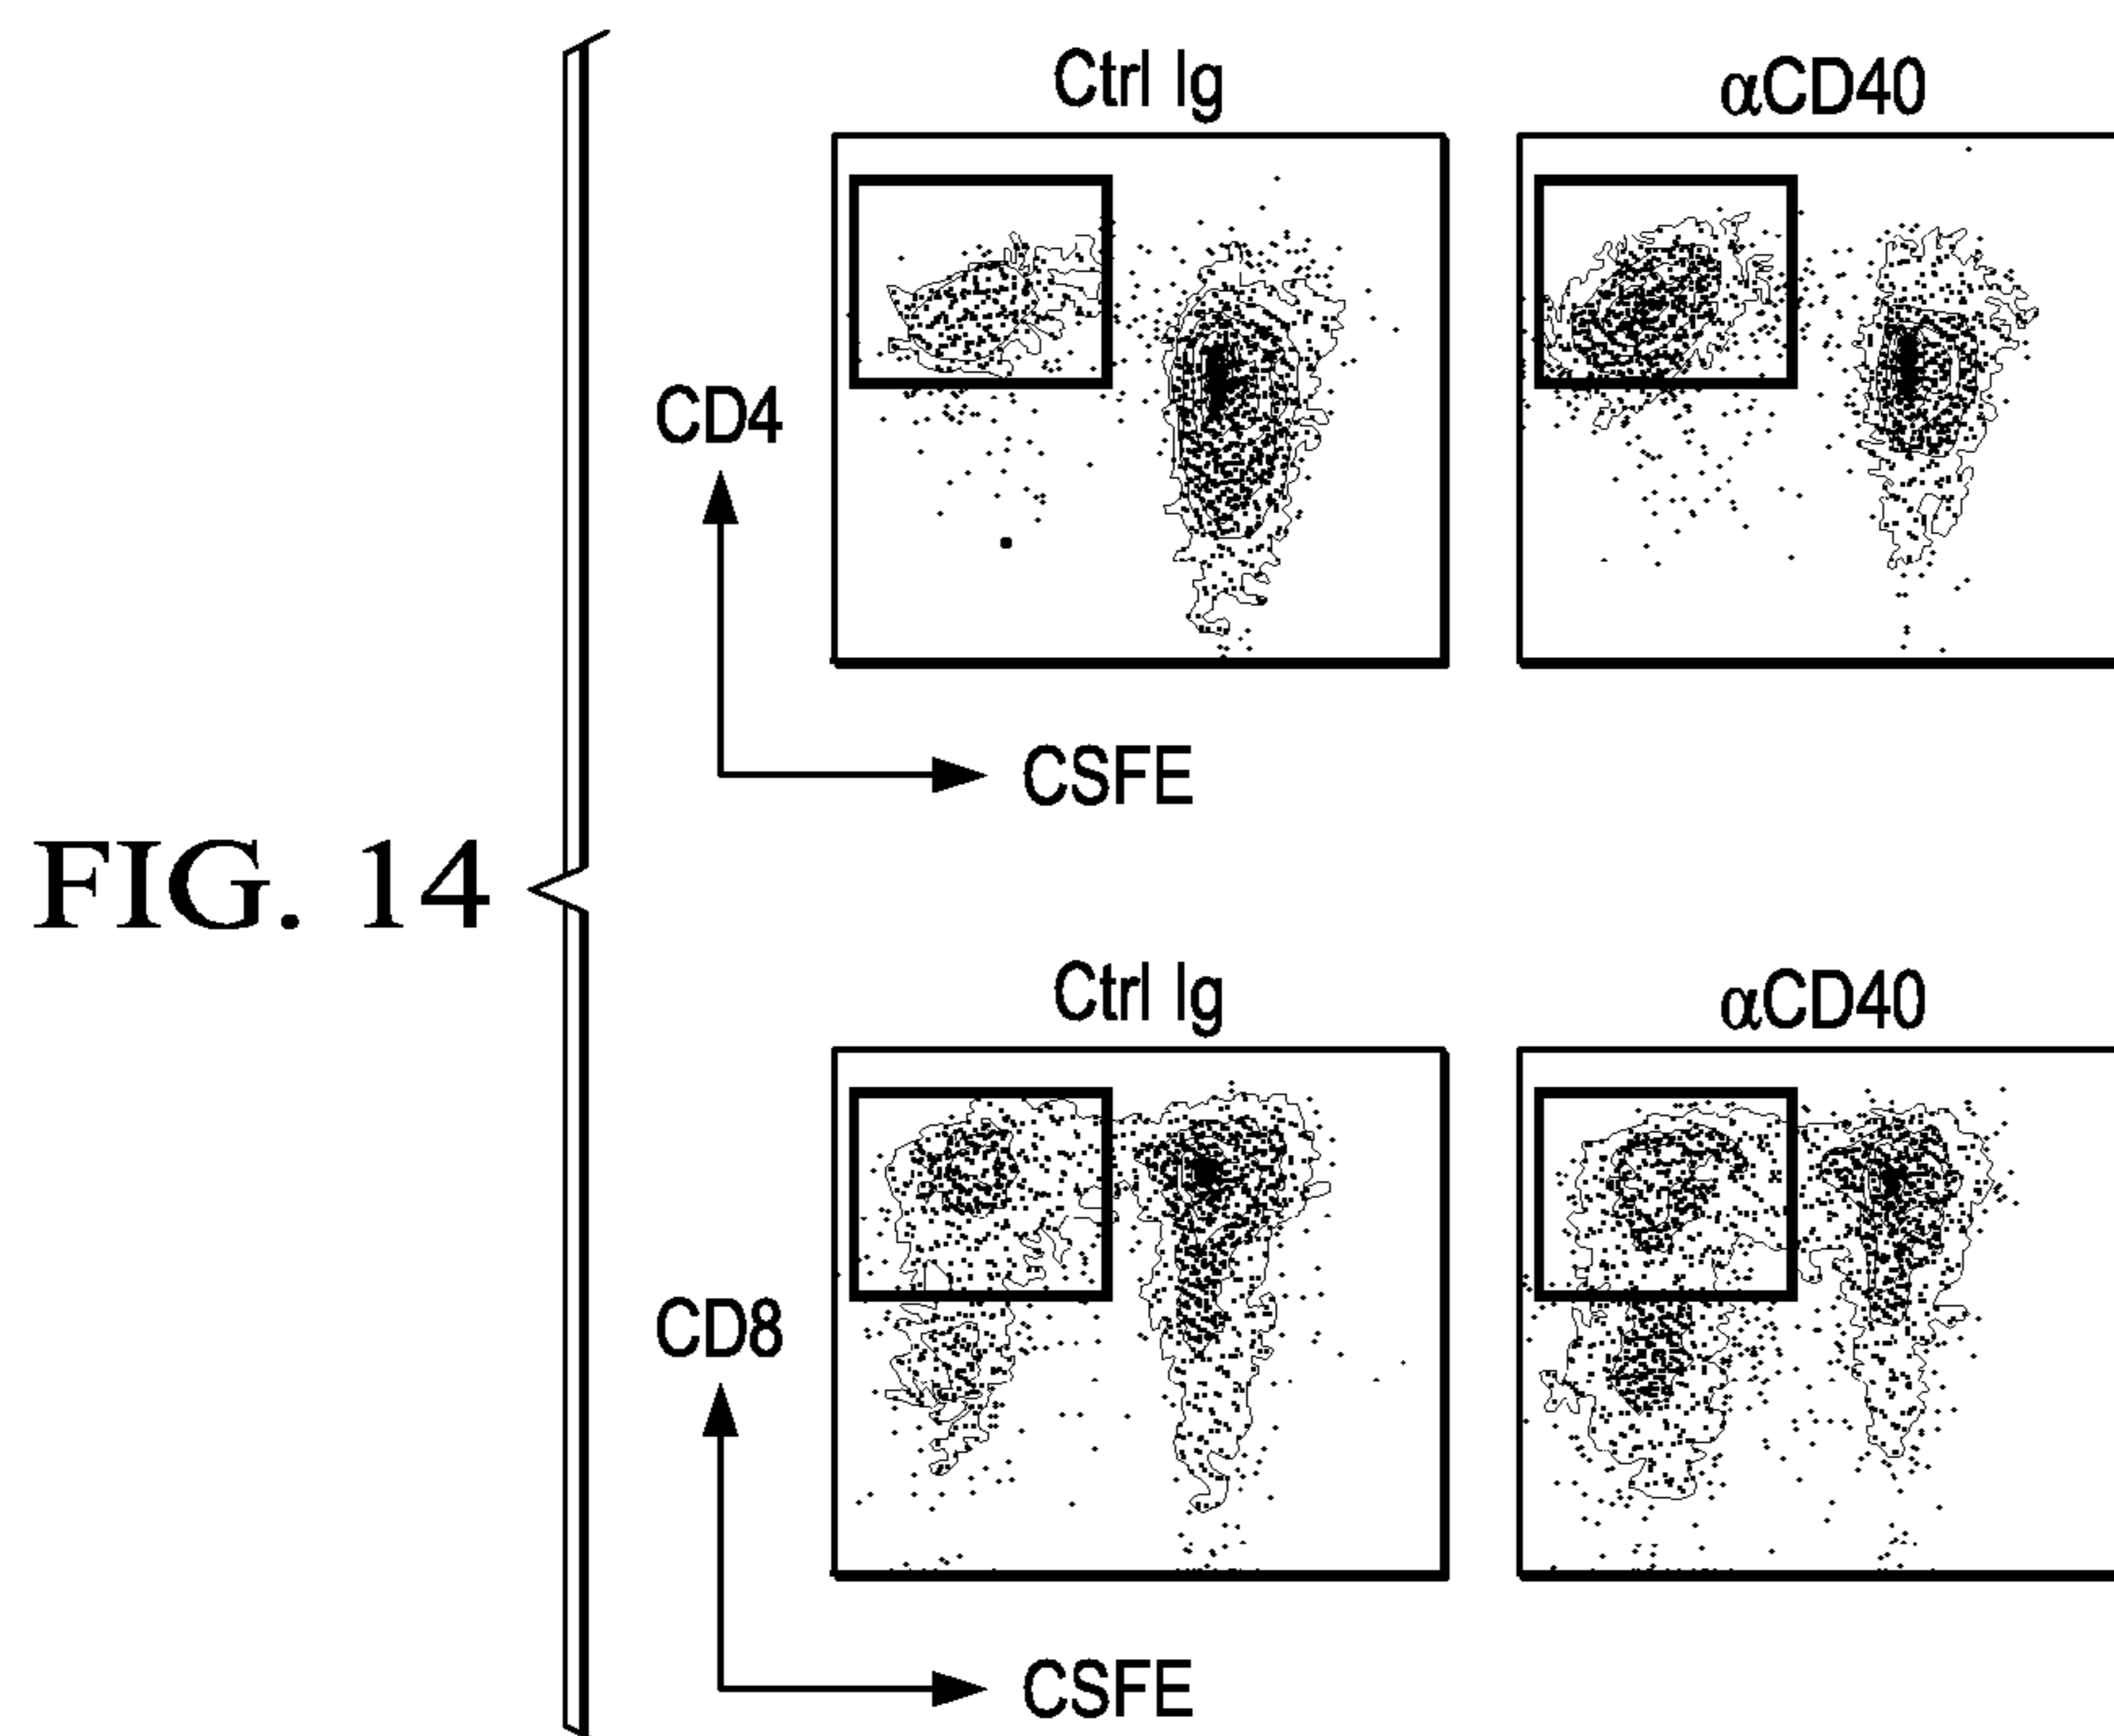 Ctrl Ig αCD40
CD4
CSFE
FIG. 14
Ctrl Ig αCD40
CD8
CSFE